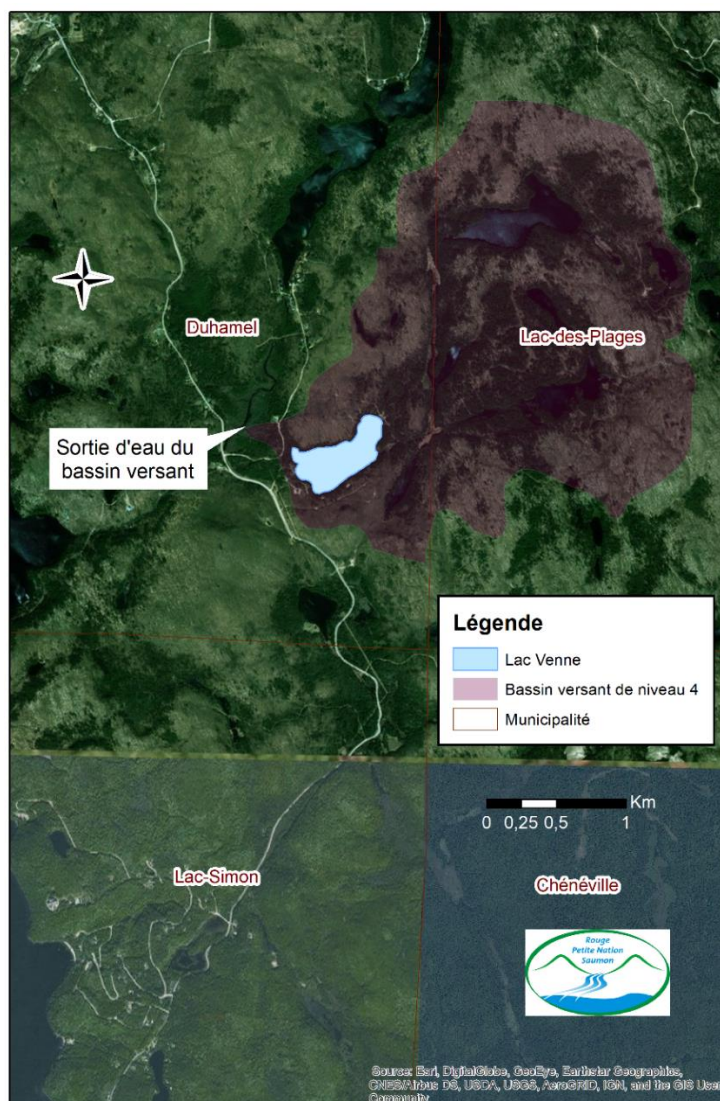 Duhamel
Lac-des-Plages
Sortie d'eau du
bassin versant
Légende
Lac Venne
Bassin versant de niveau 4
Municipalité
Km
0 0,25 0,5 1
Lac-Simon
Chénéville
Rouge
Petite Nation
Saumon
Source: Esri, DigitalGlobe, GeoEye, Earthstar Geographics,
CNES/Airbus DS, USDA, USGS, AeroGRID, IGN, and the GIS User
Community